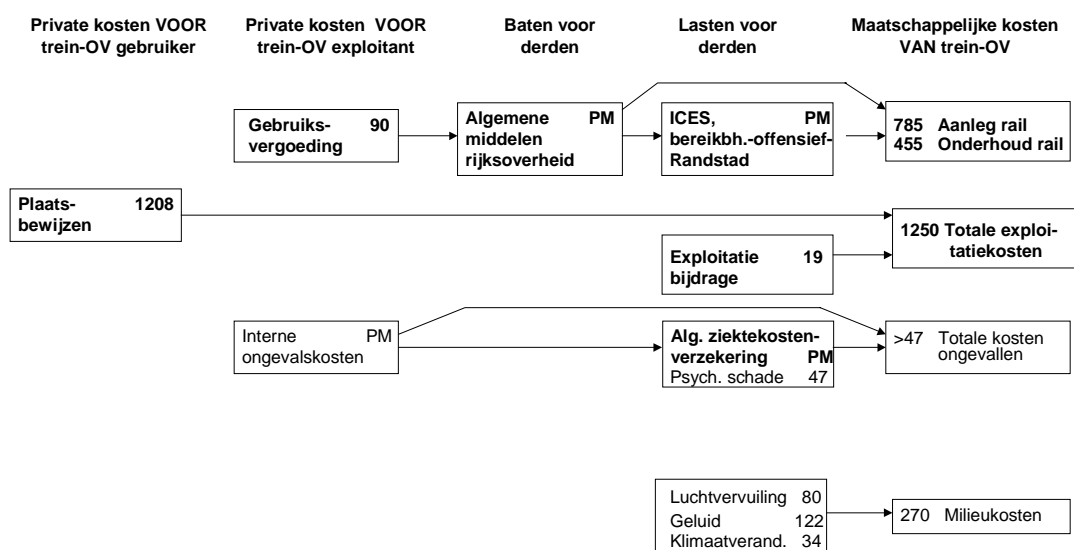 Private kosten VOOR
trein-OV gebruiker
Private kosten VOOR
trein-OV exploitant
Baten voor
derden
Lasten voor
derden
Maatschappelijke kosten
VAN trein-OV
Gebruiks- 90
vergoeding
Algemene PM
middelen
rijksoverheid
ICES, PM
bereikbh.-offensief-
Randstad
785 Aanleg rail
455 Onderhoud rail
Plaats- 1208
bewijzen
1250 Totale exploi-
tatiekosten
Exploitatie 19
bijdrage
Interne PM
ongevalskosten
Alg. ziektekosten-
verzekering PM
Psych. schade 47
>47 Totale kosten
ongevallen
Luchtvervuiling 80
Geluid 122
Klimaatverand. 34
270 Milieukosten